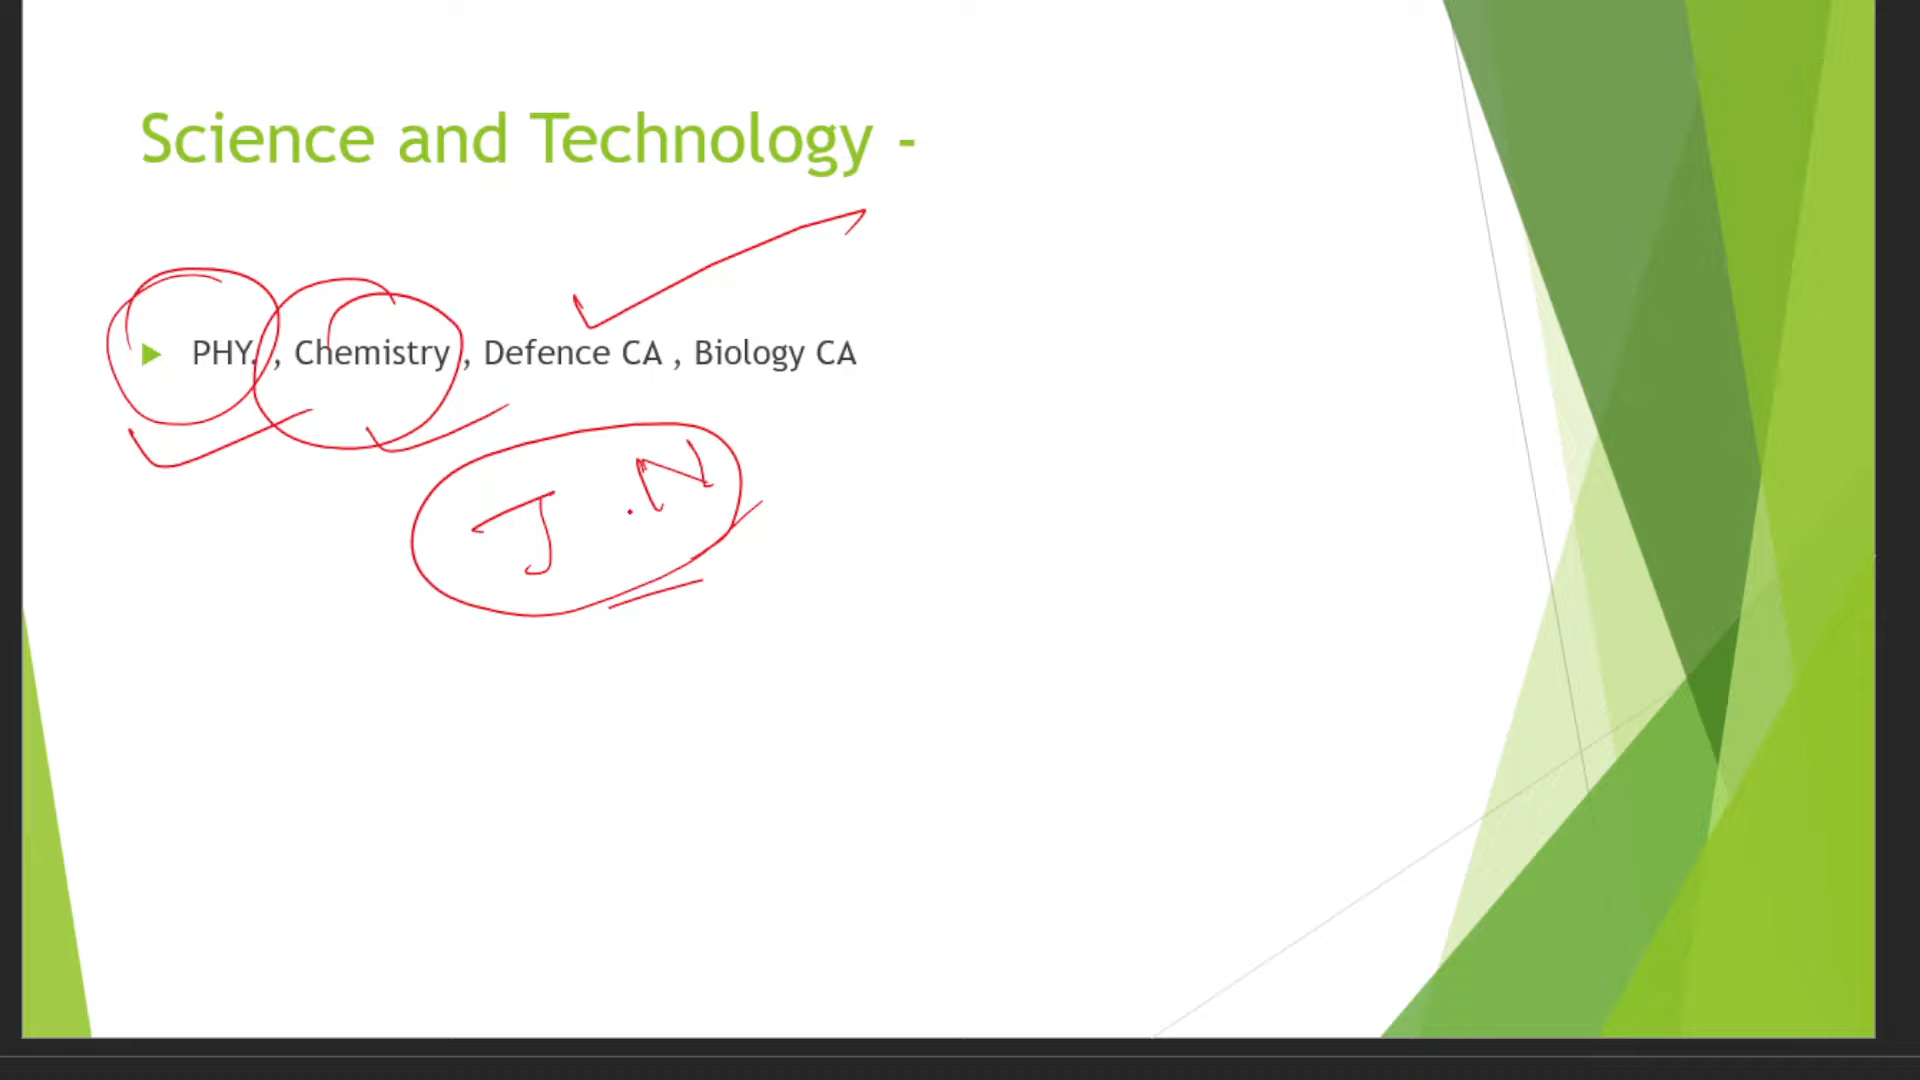 Science and Technology -
PHY. , Chemistry , Defence CA , Biology CA
J .N